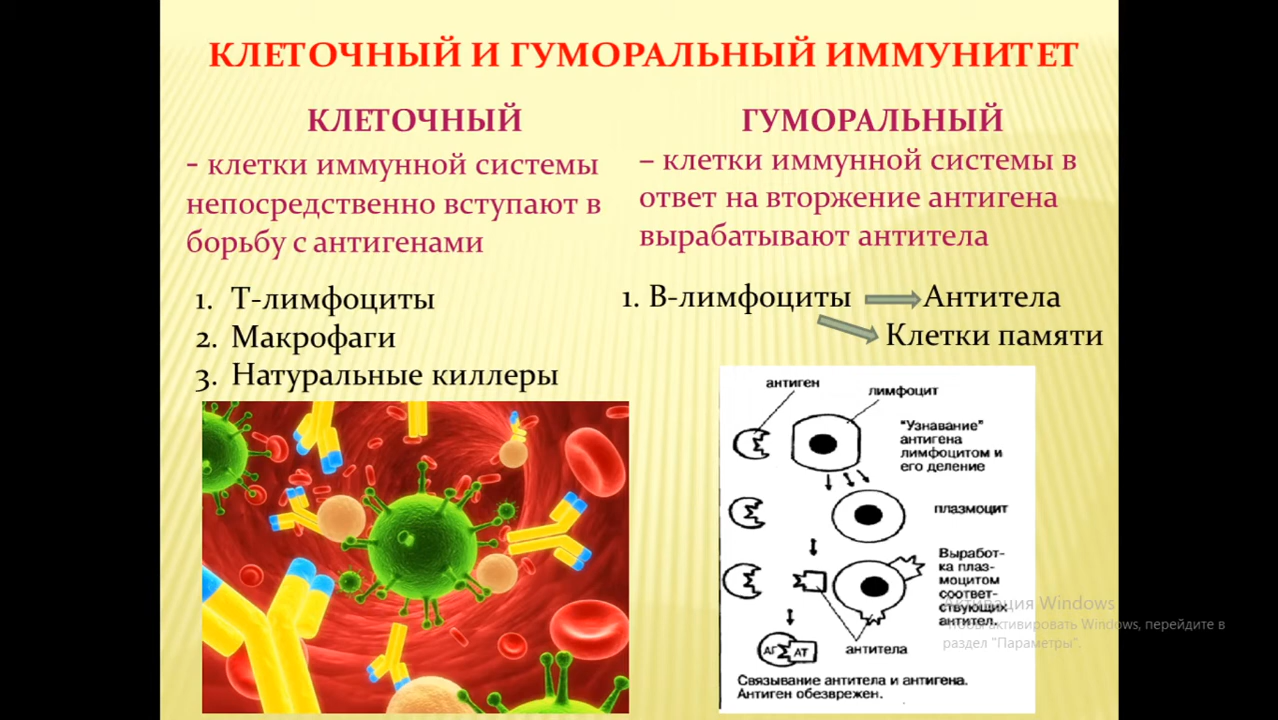 КЛЕТОЧНЫЙ И ГУМОРАЛЬНЫЙ ИММУНИТЕТ
КЛЕТОЧНЫЙ
- клетки иммунной системы
непосредственно вступают в
борьбу с антигенами
1. Т-лимфоциты
2. Макрофаги
3. Натуральные киллеры
ГУМОРАЛЬНЫЙ
– клетки иммунной системы в
ответ на вторжение антигена
вырабатывают антитела
1. В-лимфоциты Антитела
Клетки памяти
антиген
лимфоцит
"Узнавание"
антигена
лимфоцитом и
его деление
плазмоцит
Выработ-
ка плаз-
моцитом
соответ-
ствующих
антител.
антитела
АГ АТ
Связывание антитела и антигена.
Антиген обезврежен.
Активация Windows
Чтобы активировать Windows, перейдите в
раздел "Параметры".